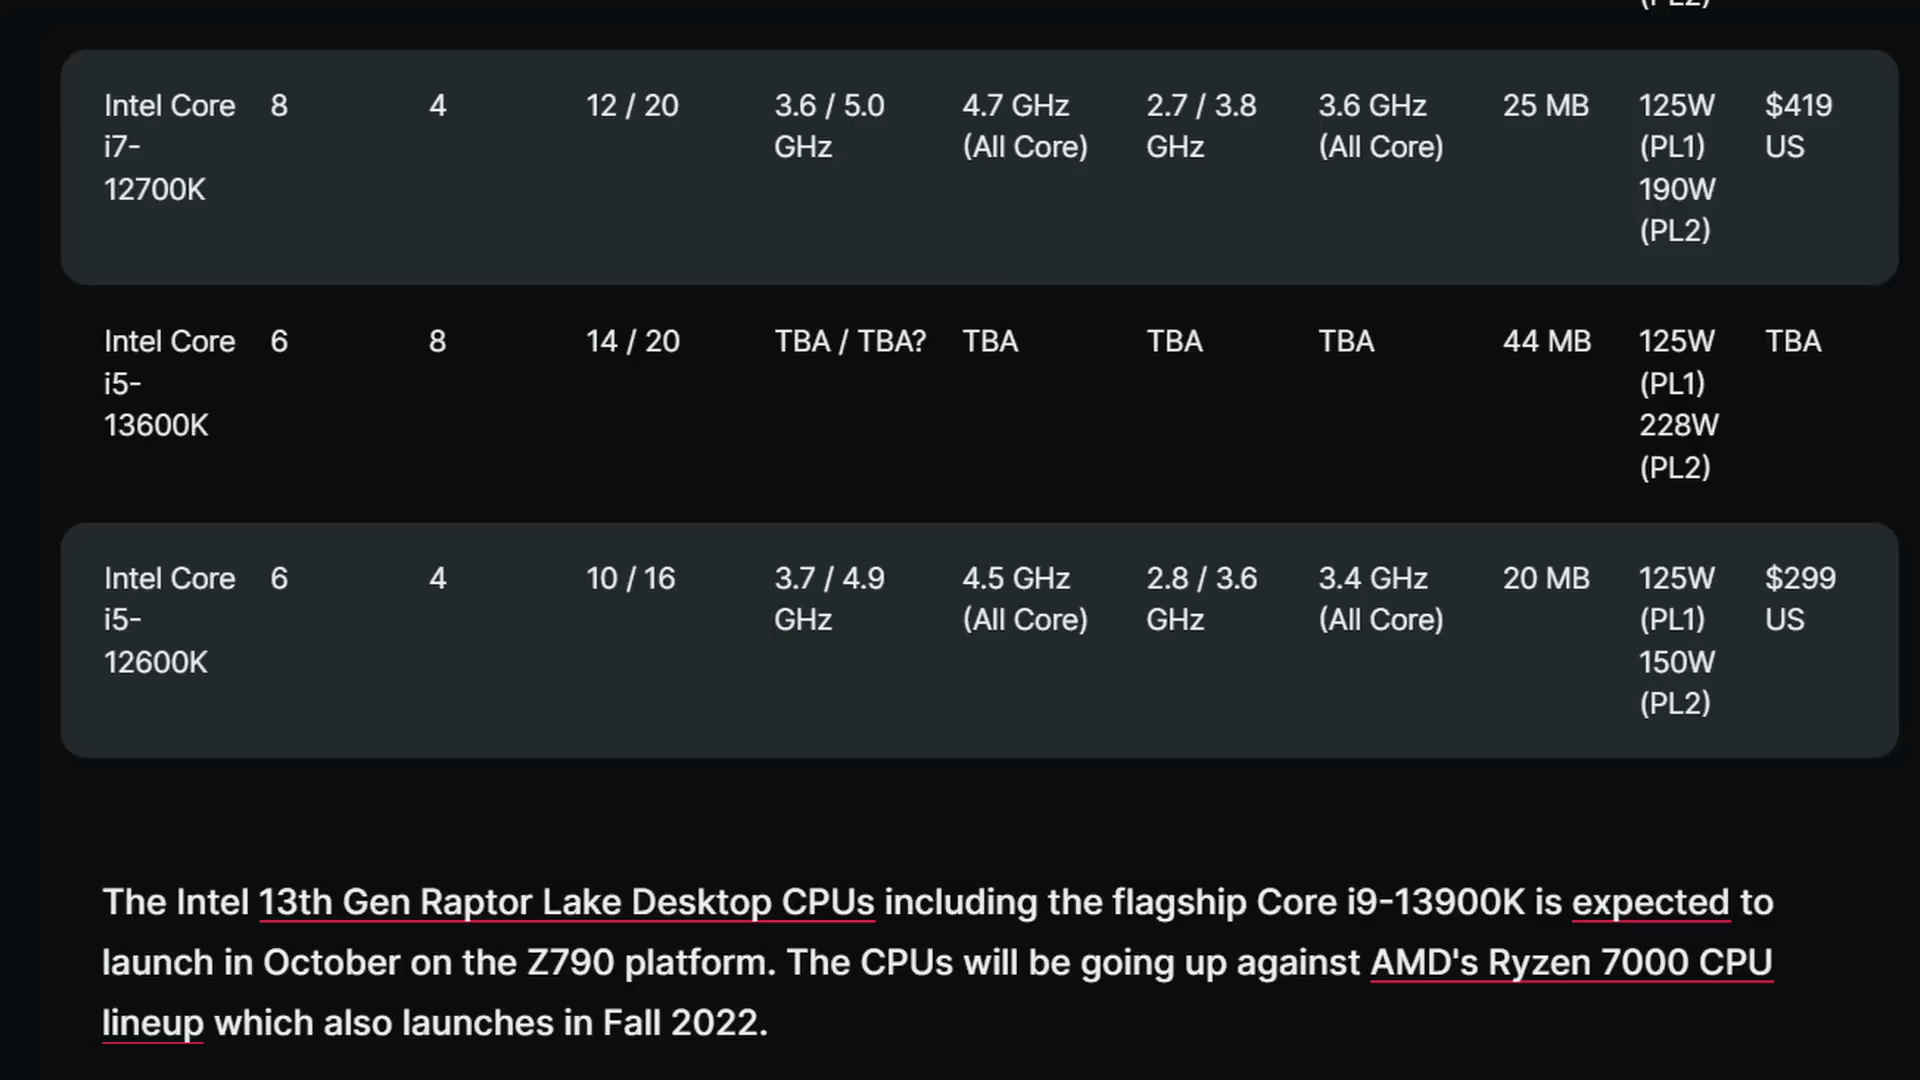 (PL2)
Intel Core 8 4 12 / 20 3.6 / 5.0 4.7 GHz 2.7 / 3.8 3.6 GHz 25 MB 125W $419
i7- GHz (All Core) GHz (All Core) (PL1) US
12700K 190W
(PL2)
Intel Core 6 8 14 / 20 TBA / TBA? TBA TBA TBA 44 MB 125W TBA
i5- (PL1)
13600K 228W
(PL2)
Intel Core 6 4 10 / 16 3.7 / 4.9 4.5 GHz 2.8 / 3.6 3.4 GHz 20 MB 125W $299
i5- GHz (All Core) GHz (All Core) (PL1) US
12600K 150W
(PL2)
The Intel 13th Gen Raptor Lake Desktop CPUs including the flagship Core i9-13900K is expected to
launch in October on the Z790 platform. The CPUs will be going up against AMD's Ryzen 7000 CPU
lineup which also launches in Fall 2022.